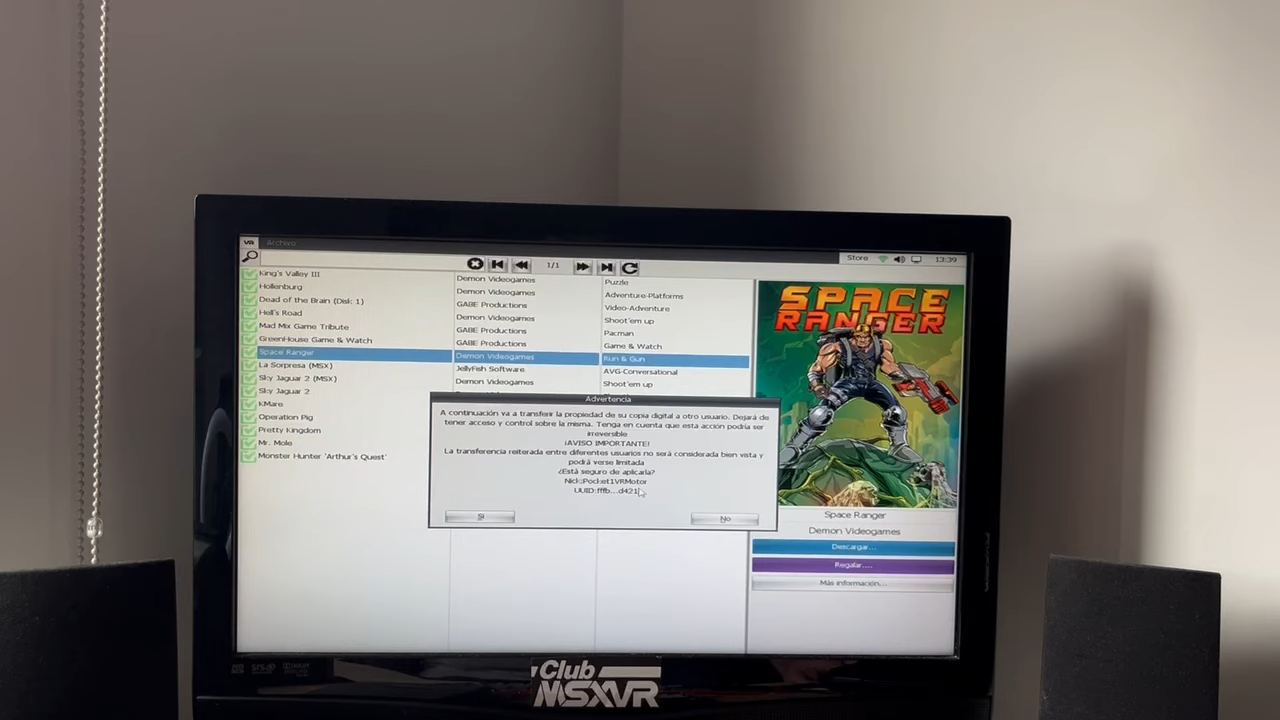 VR Archivo
Store 13:39
1/1
King's Valley III Demon Videogames Puzzle
Hollenburg Demon Videogames Adventure-Platforms
Dead of the Brain (Disk 1) GABE Productions Video-Adventure
Hell's Road Demon Videogames Shoot'em up
Mad Mix Game Tribute GABE Productions Pacman
GreenHouse Game & Watch GABE Productions Game & Watch
Space Ranger Demon Videogames Run & Gun
La Sorpresa (MSX) JellyFish Software AVG-Conversational
Sky Jaguar 2 (MSX) Demon Videogames Shoot'em up
Sky Jaguar 2
KMare
Operation Pig
Pretty Kingdom
Mr. Mole
Monster Hunter 'Arthur's Quest'
Advertencia
A continuación va a transferir la propiedad de su copia digital a otro usuario. Dejará de
tener acceso y control sobre la misma. Tenga en cuenta que esta acción podría ser
irreversible
¡AVISO IMPORTANTE!
La transferencia reiterada entre diferentes usuarios no será considerada bien vista y
podrá verse limitada
¿Está seguro de aplicarla?
Nick:Pocket1VRMotor
UUID:fffb...d421
Si
No
SPACE
RANGER
Space Ranger
Demon Videogames
Descargar...
Regalar....
Más información...
Club
MSXVR